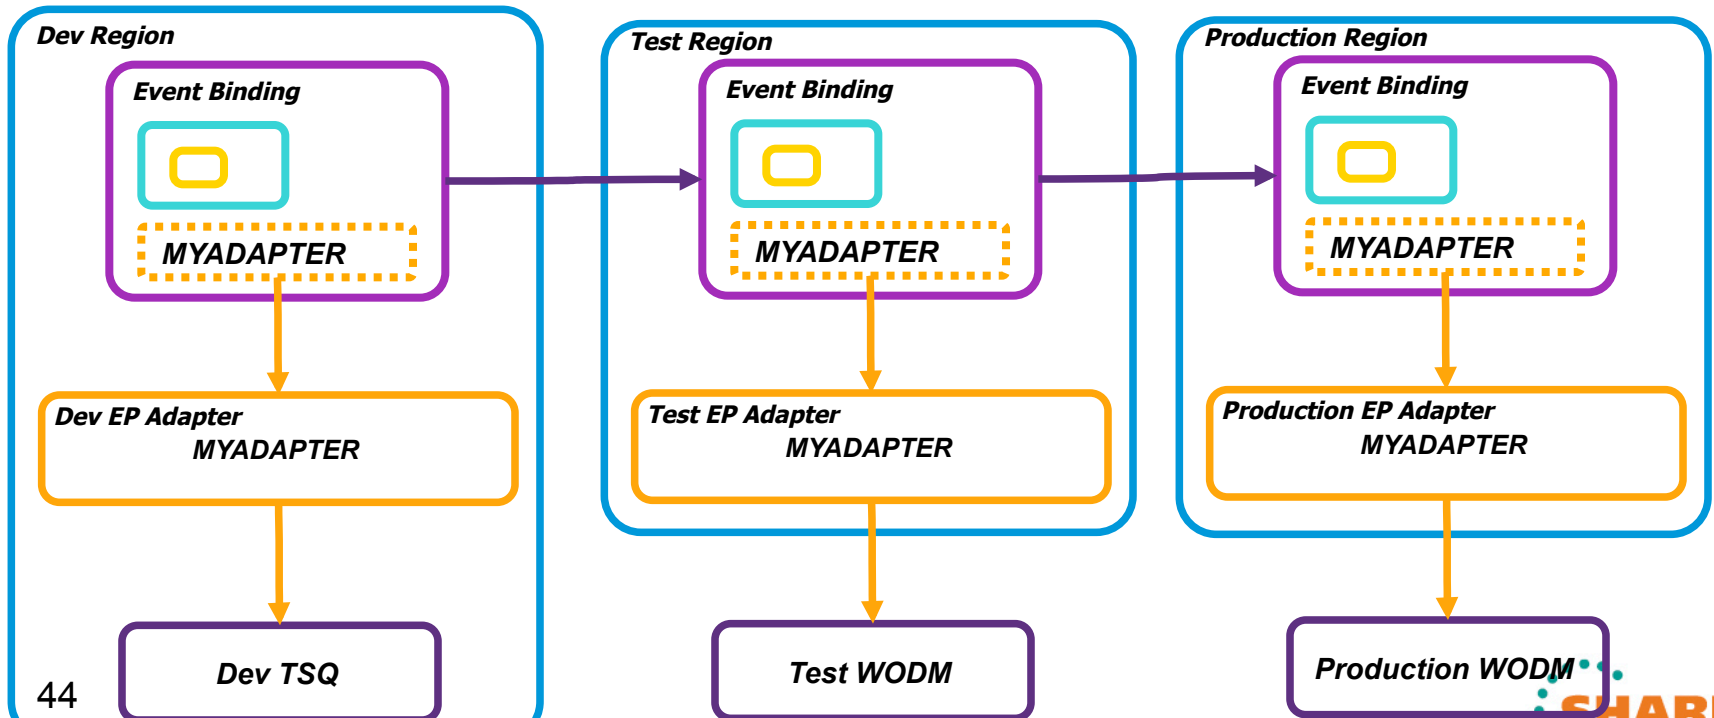 Dev Region
Event Binding
MYADAPTER
Dev EP Adapter
MYADAPTER
Dev TSQ
Test Region
Event Binding
MYADAPTER
Test EP Adapter
MYADAPTER
Test WODM
Production Region
Event Binding
MYADAPTER
Production EP Adapter
MYADAPTER
Production WODM
44